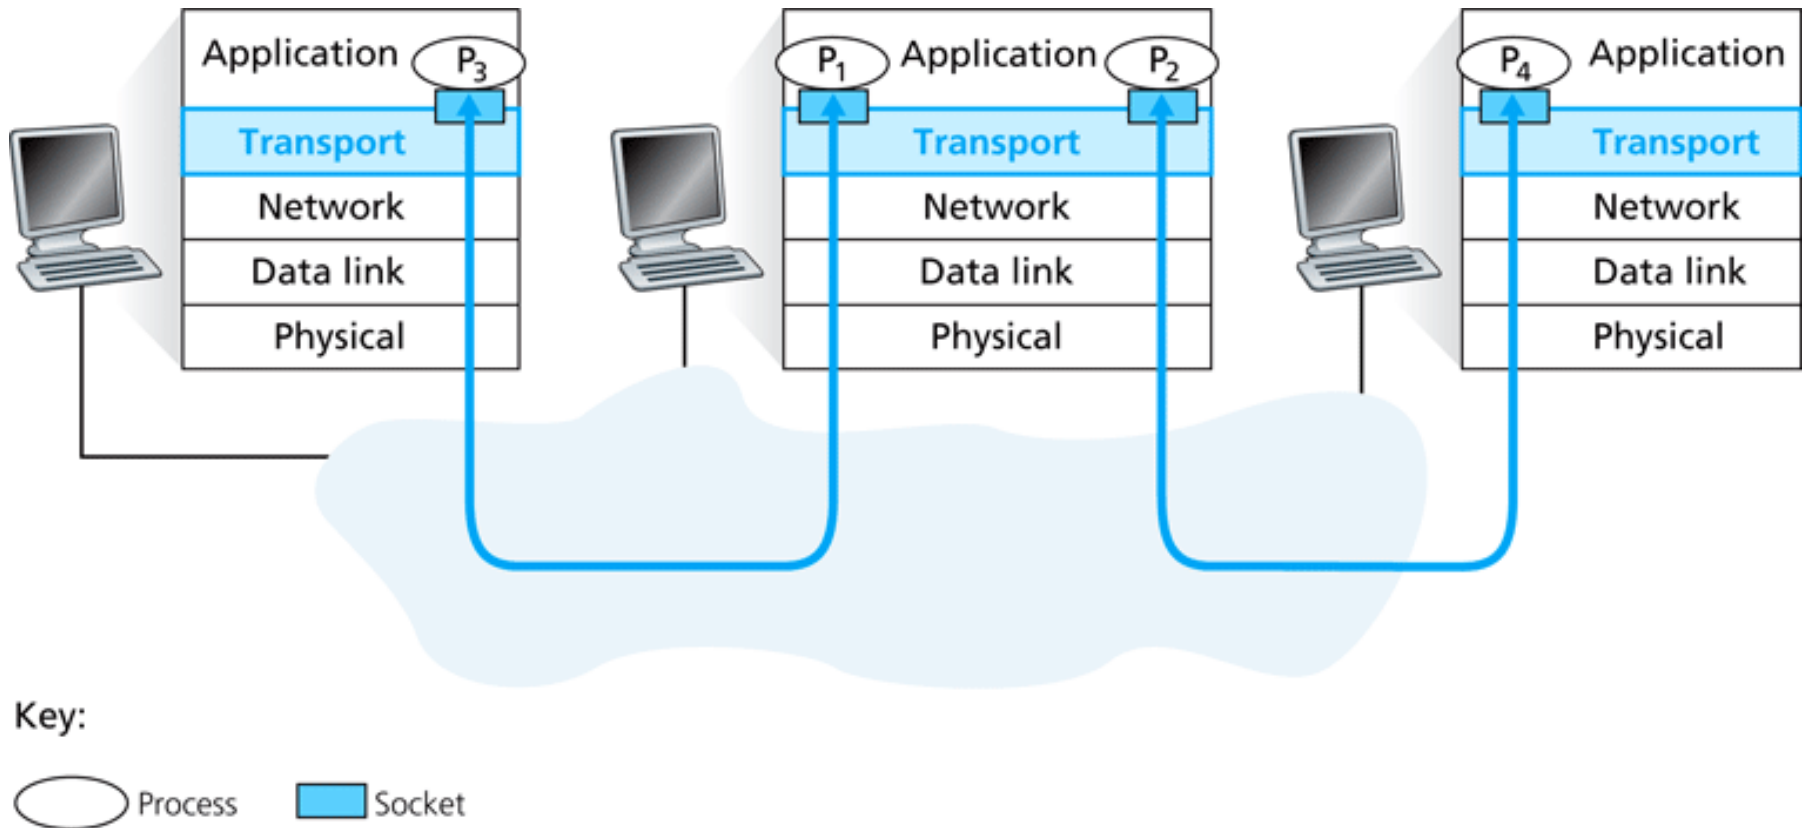 Application P3
Transport
Network
Data link
Physical
P1 Application P2
Transport
Network
Data link
Physical
P4 Application
Transport
Network
Data link
Physical
Key:
Process
Socket